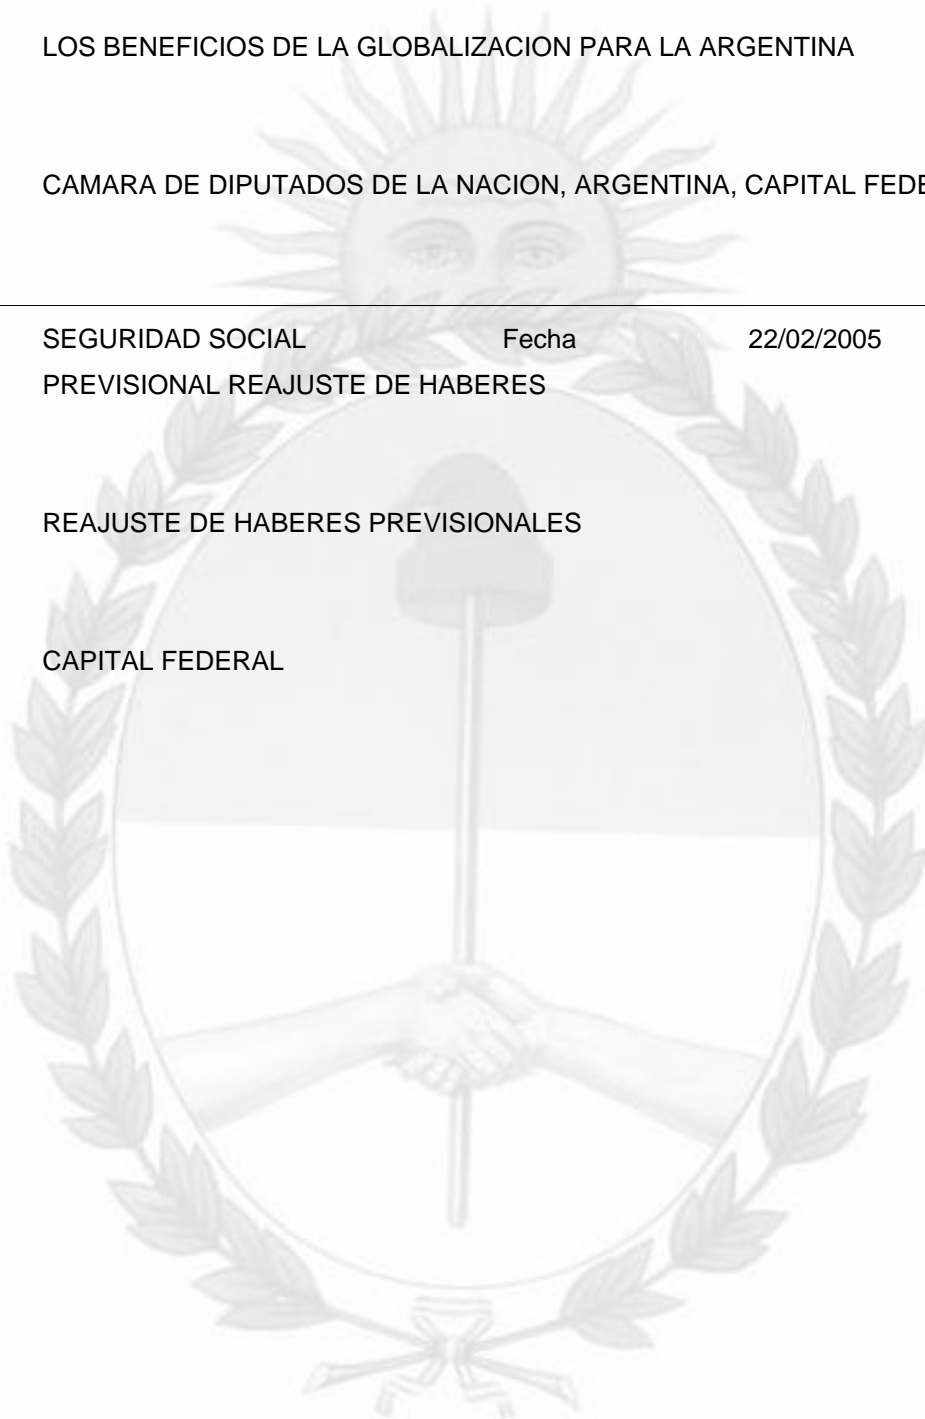 LOS BENEFICIOS DE LA GLOBALIZACION PARA LA ARGENTINA
CAMARA DE DIPUTADOS DE LA NACION, ARGENTINA, CAPITAL FEDE
SEGURIDAD SOCIAL Fecha 22/02/2005
PREVISIONAL REAJUSTE DE HABERES
REAJUSTE DE HABERES PREVISIONALES
CAPITAL FEDERAL